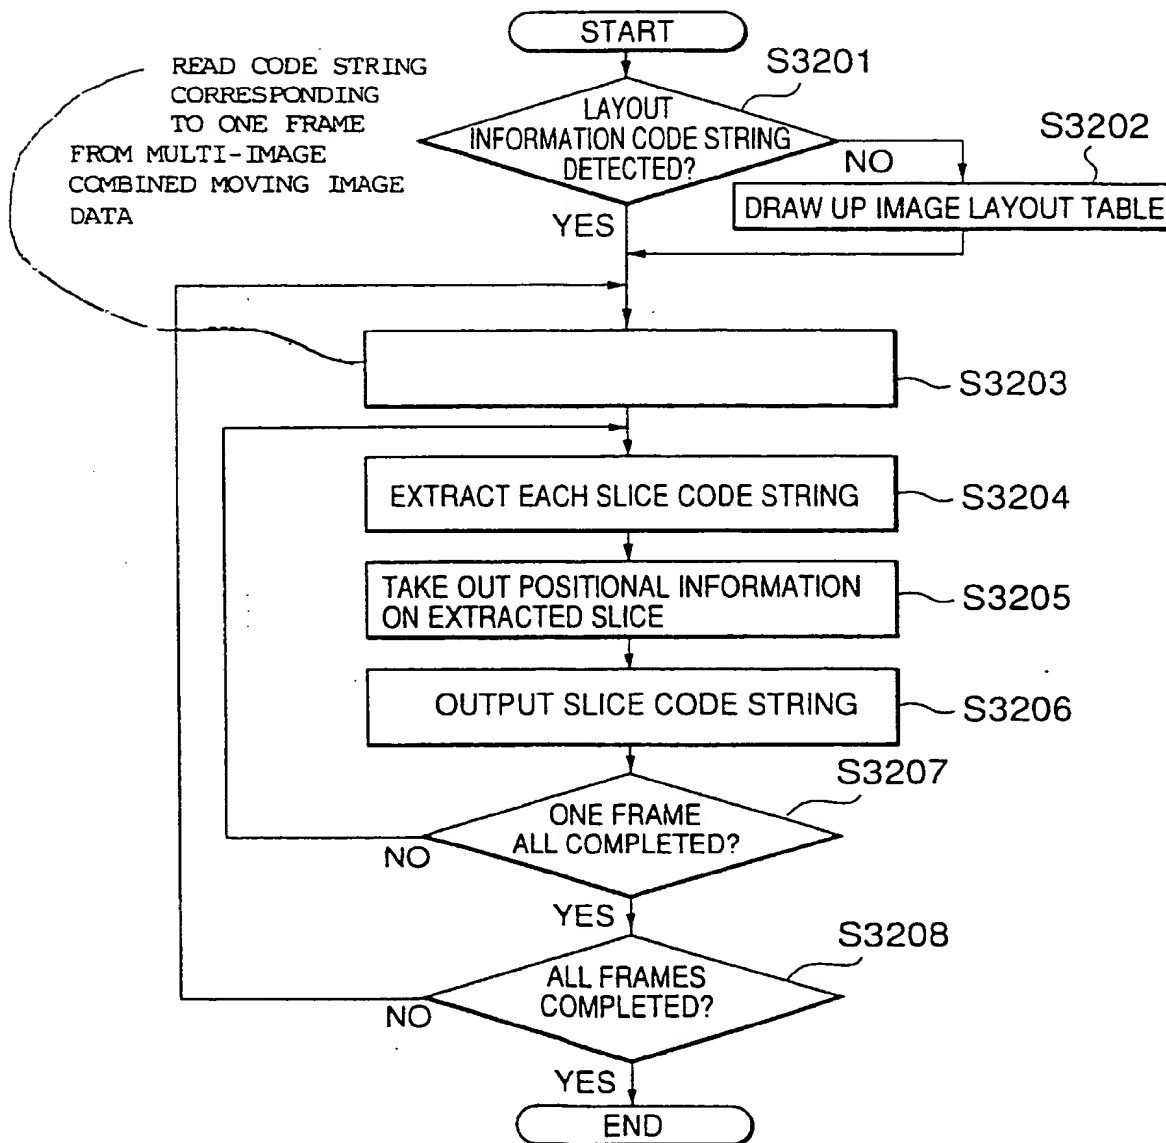 START
READ CODE STRING
CORRESPONDING
TO ONE FRAME
FROM MULTI-IMAGE
COMBINED MOVING IMAGE
DATA
S3201
LAYOUT
INFORMATION CODE STRING
DETECTED?
NO
YES
S3202
DRAW UP IMAGE LAYOUT TABLE
S3203
EXTRACT EACH SLICE CODE STRING
S3204
TAKE OUT POSITIONAL INFORMATION
ON EXTRACTED SLICE
S3205
OUTPUT SLICE CODE STRING
S3206
S3207
ONE FRAME
ALL COMPLETED?
NO
YES
S3208
ALL FRAMES
COMPLETED?
NO
YES
END